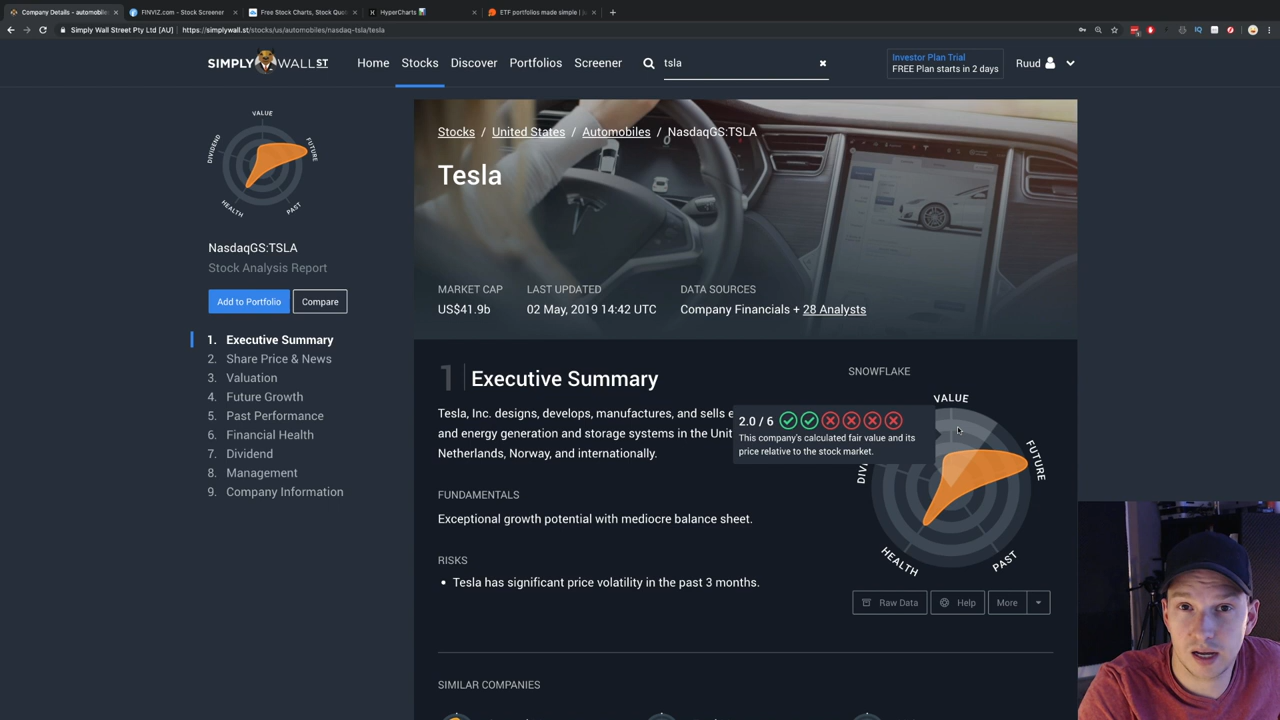 Company Details - automobile
FINVIZ.com - Stock Screener
Free Stock Charts, Stock Quo
HyperCharts
ETF portfolios made simple |
Simply Wall Street Pty Ltd [AU]
https://simplywall.st/stocks/us/automobiles/nasdaq-tsla/tesla
SIMPLY WALL ST
Home
Stocks
Discover
Portfolios
Screener
tsla
Investor Plan Trial
FREE Plan starts in 2 days
Ruud
VALUE
FUTURE
PAST
HEALTH
DIVIDEND
NasdaqGS:TSLA
Stock Analysis Report
Add to Portfolio
Compare
1. Executive Summary
2. Share Price & News
3. Valuation
4. Future Growth
5. Past Performance
6. Financial Health
7. Dividend
8. Management
9. Company Information
Stocks / United States / Automobiles / NasdaqGS:TSLA
Tesla
MARKET CAP
US$41.9b
LAST UPDATED
02 May, 2019 14:42 UTC
DATA SOURCES
Company Financials + 28 Analysts
1 Executive Summary
Tesla, Inc. designs, develops, manufactures, and sells e
and energy generation and storage systems in the Unit
Netherlands, Norway, and internationally.
FUNDAMENTALS
Exceptional growth potential with mediocre balance sheet.
RISKS
• Tesla has significant price volatility in the past 3 months.
SNOWFLAKE
2.0 / 6
This company's calculated fair value and its
price relative to the stock market.
VALUE
FUTURE
PAST
HEALTH
DIVI
Raw Data
Help
More
SIMILAR COMPANIES